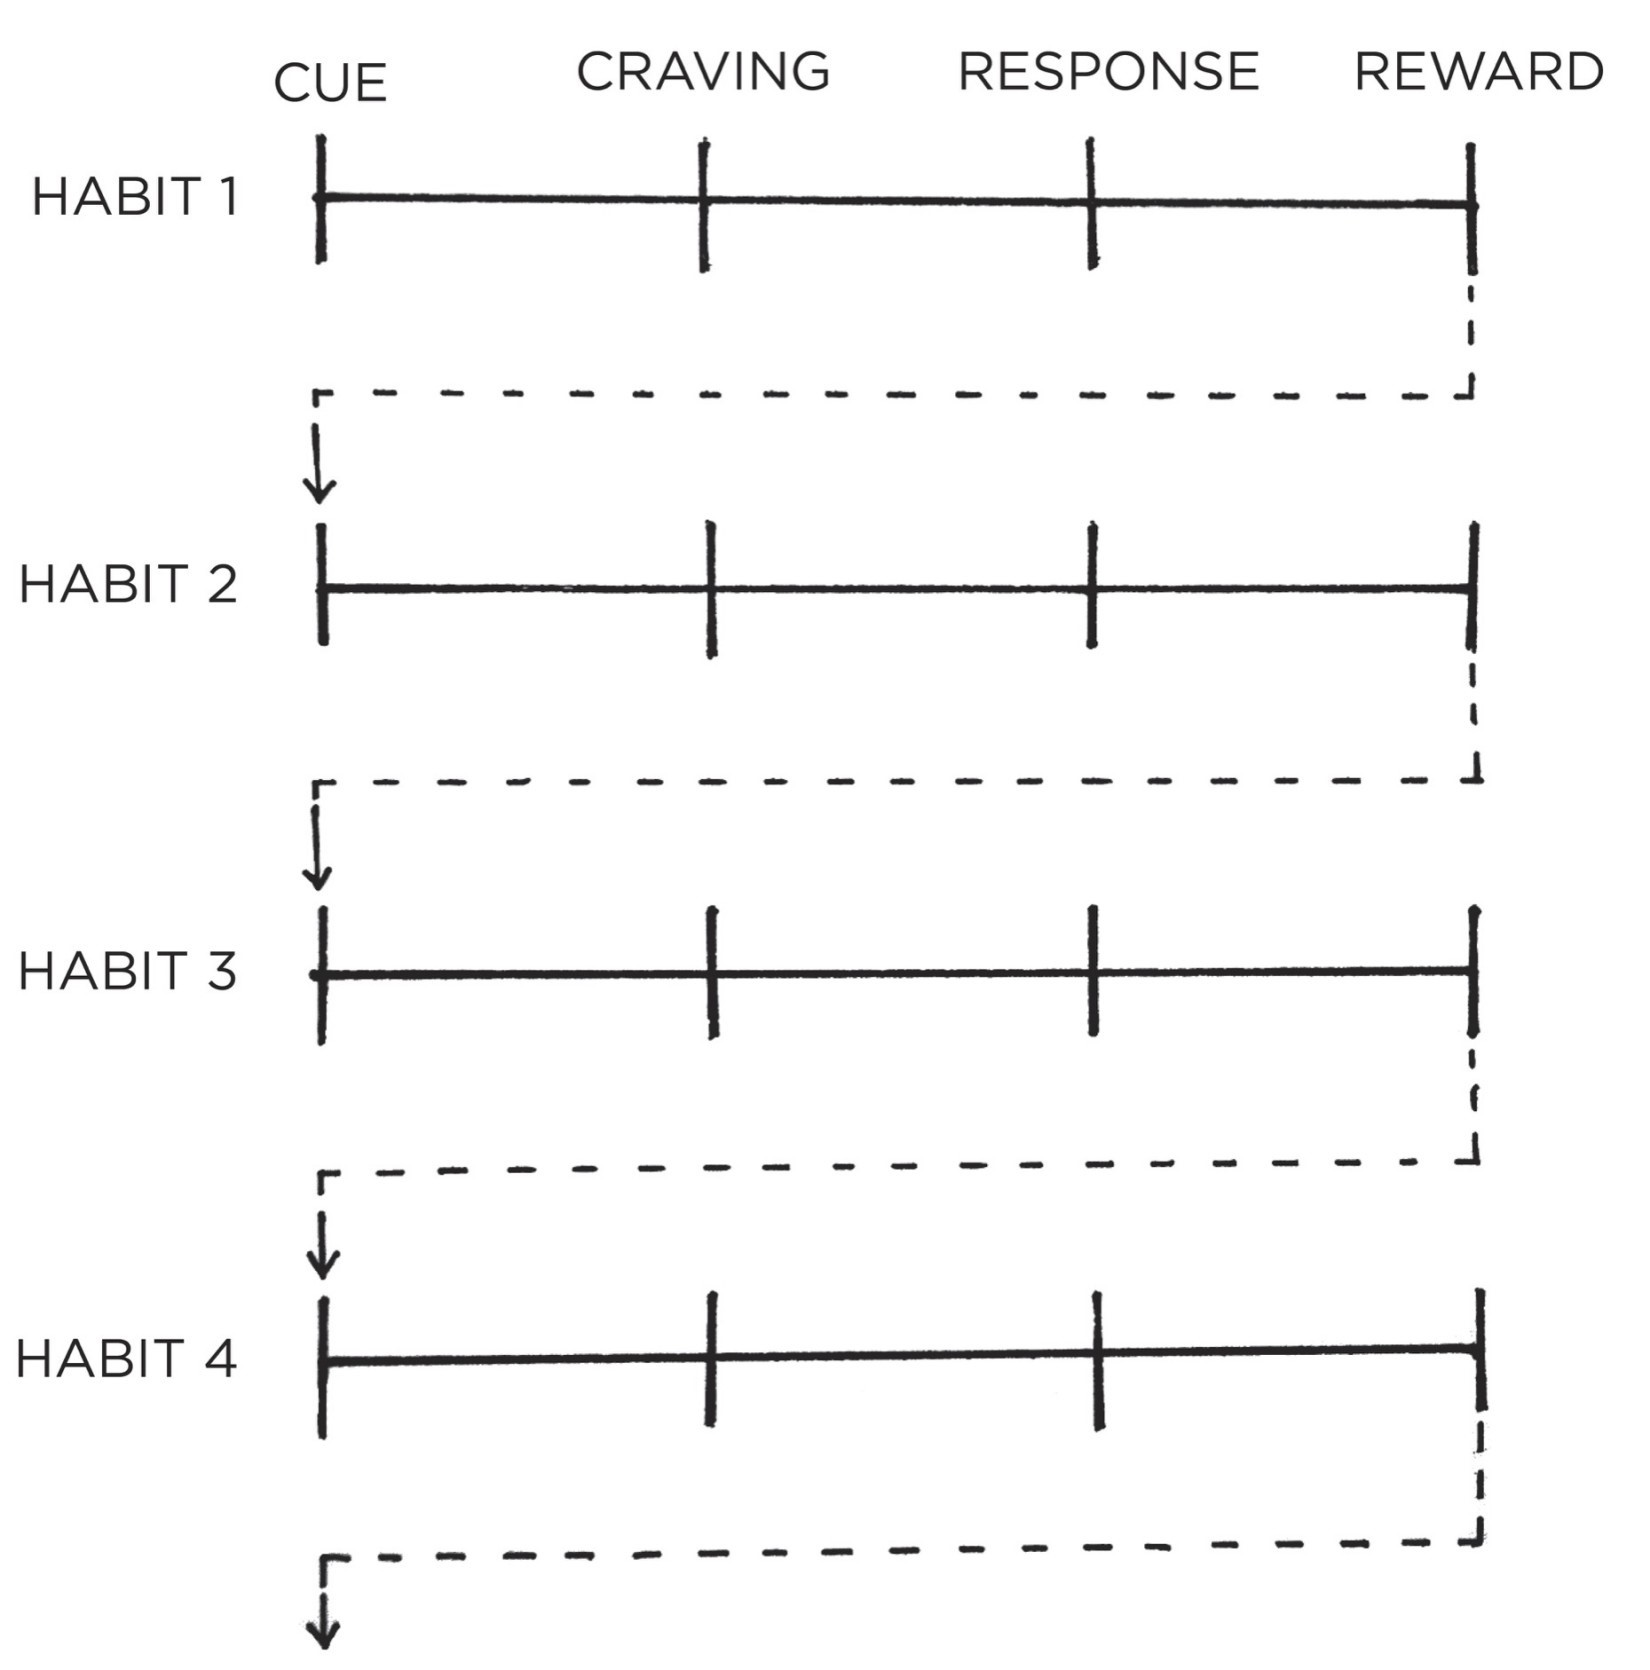 CUE CRAVING RESPONSE REWARD
HABIT 1
HABIT 2
HABIT 3
HABIT 4